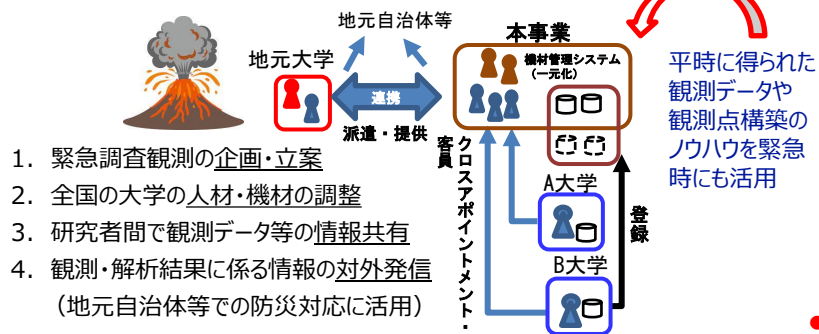 地元自治体等
本事業
地元大学
機材管理システム
（一元化）
連携
派遣・提供
平時に得られた
観測データや
観測点構築の
ノウハウを緊急
時にも活用
1. 緊急調査観測の企画・立案
2. 全国の大学の人材・機材の調整
3. 研究者間で観測データ等の情報共有
4. 観測・解析結果に係る情報の対外発信
（地元自治体等での防災対応に活用）
クロスアポイントメント・
客員
A大学
登録
B大学